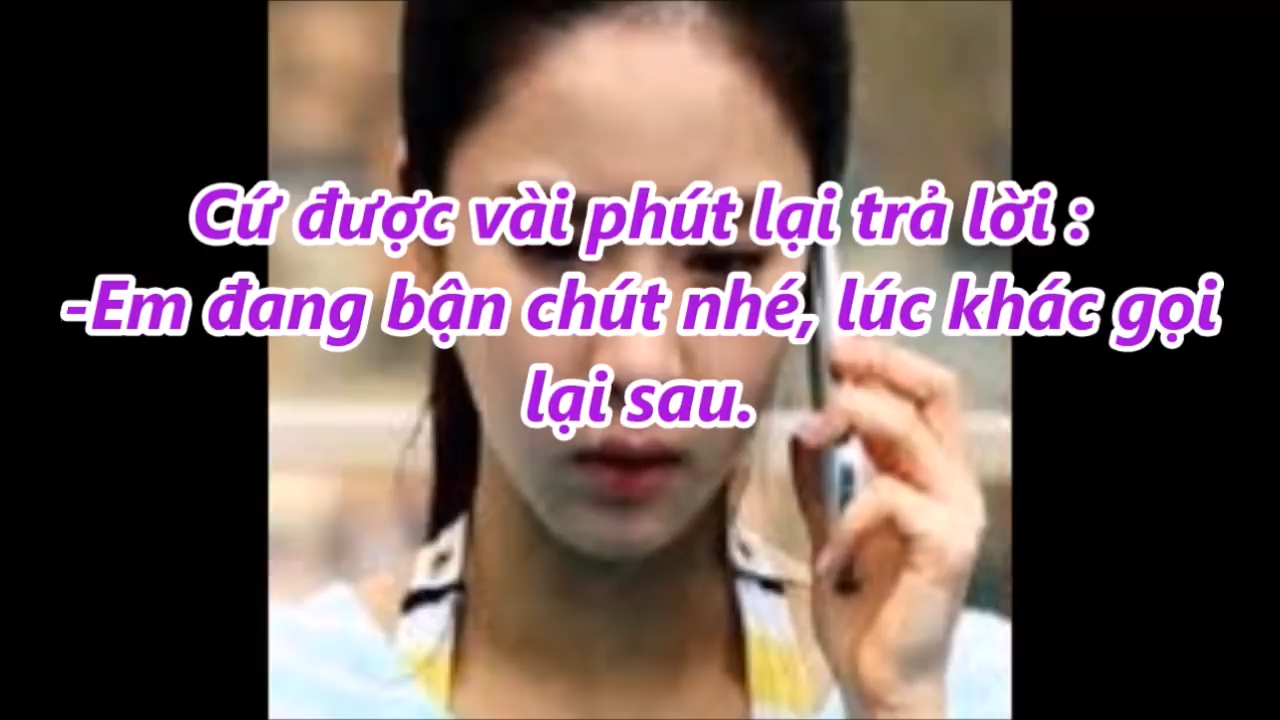 Cứ được vài phút lại trả lời :
-Em đang bận chút nhé, lúc khác gọi
lại sau.